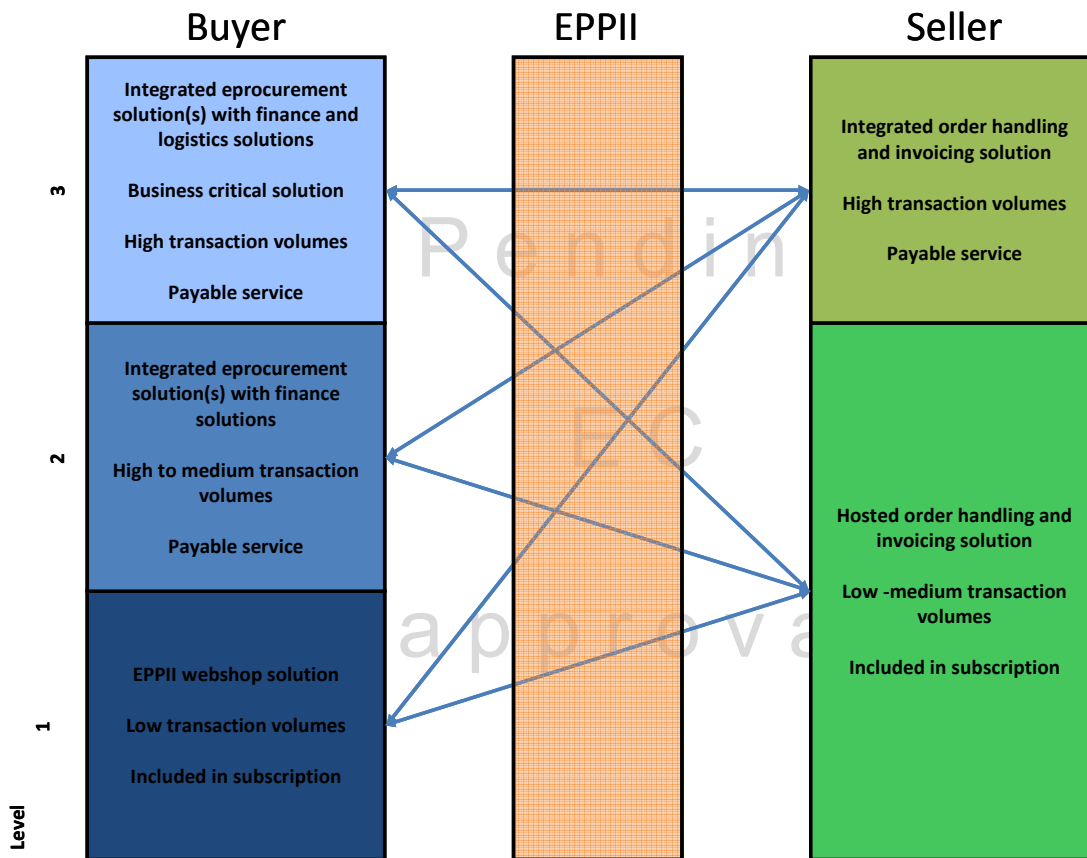 Buyer
EPPII
Seller
Integrated eprocurement
solution(s) with finance and
logistics solutions
Business critical solution
High transaction volumes
Payable service
3
Integrated order handling
and invoicing solution
High transaction volumes
Payable service
Pendin
Integrated eprocurement
solution(s) with finance
solutions
High to medium transaction
volumes
Payable service
2
EC
Hosted order handling and
invoicing solution
Low -medium transaction
volumes
Included in subscription
approva
EPPII webshop solution
Low transaction volumes
Included in subscription
1
Level